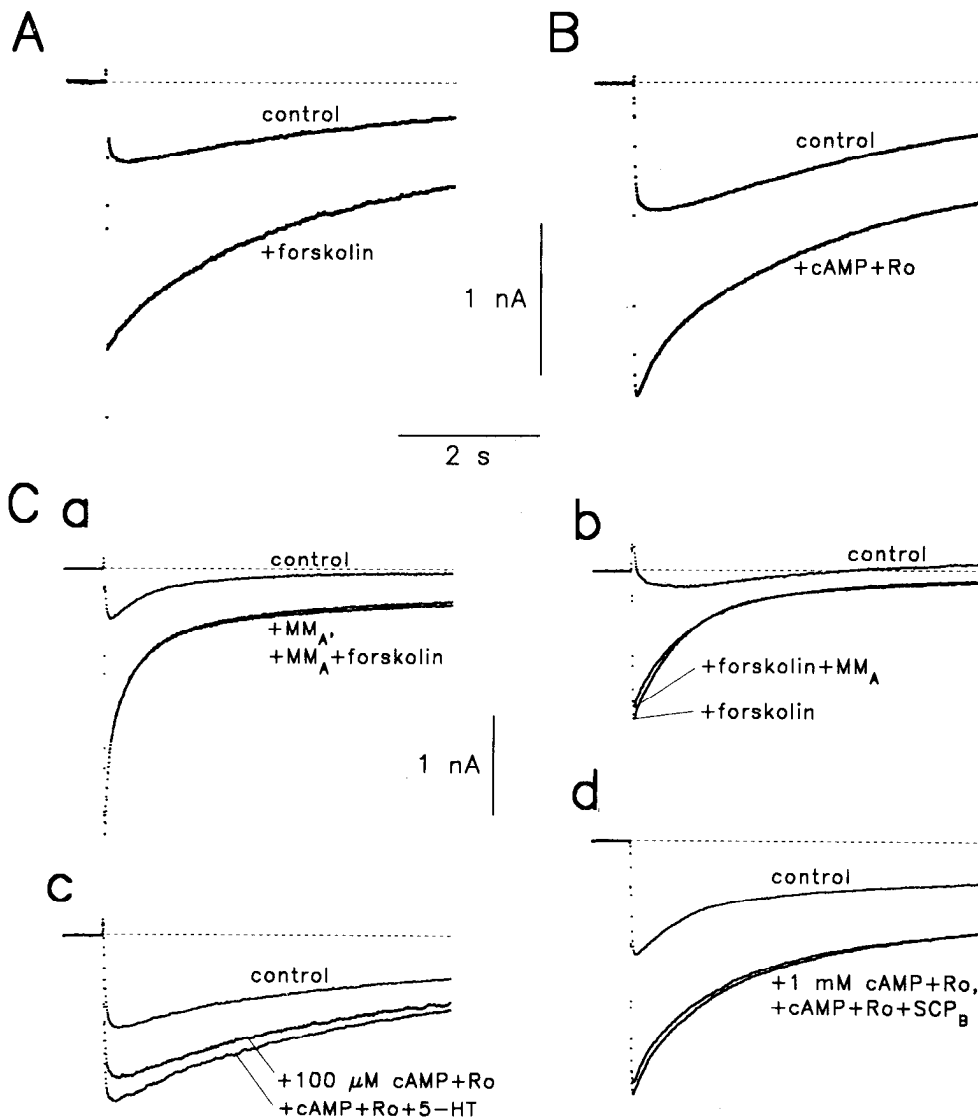 A
B
control
control
+forskolin
+cAMP+Ro
1 nA
2 s
C a
b
control
control
+MM_A,
+MM_A+forskolin
+forskolin+MM_A
+forskolin
1 nA
c
d
control
control
+1 mM cAMP+Ro,
+cAMP+Ro+SCP_B
+100 μM cAMP+Ro
+cAMP+Ro+5-HT